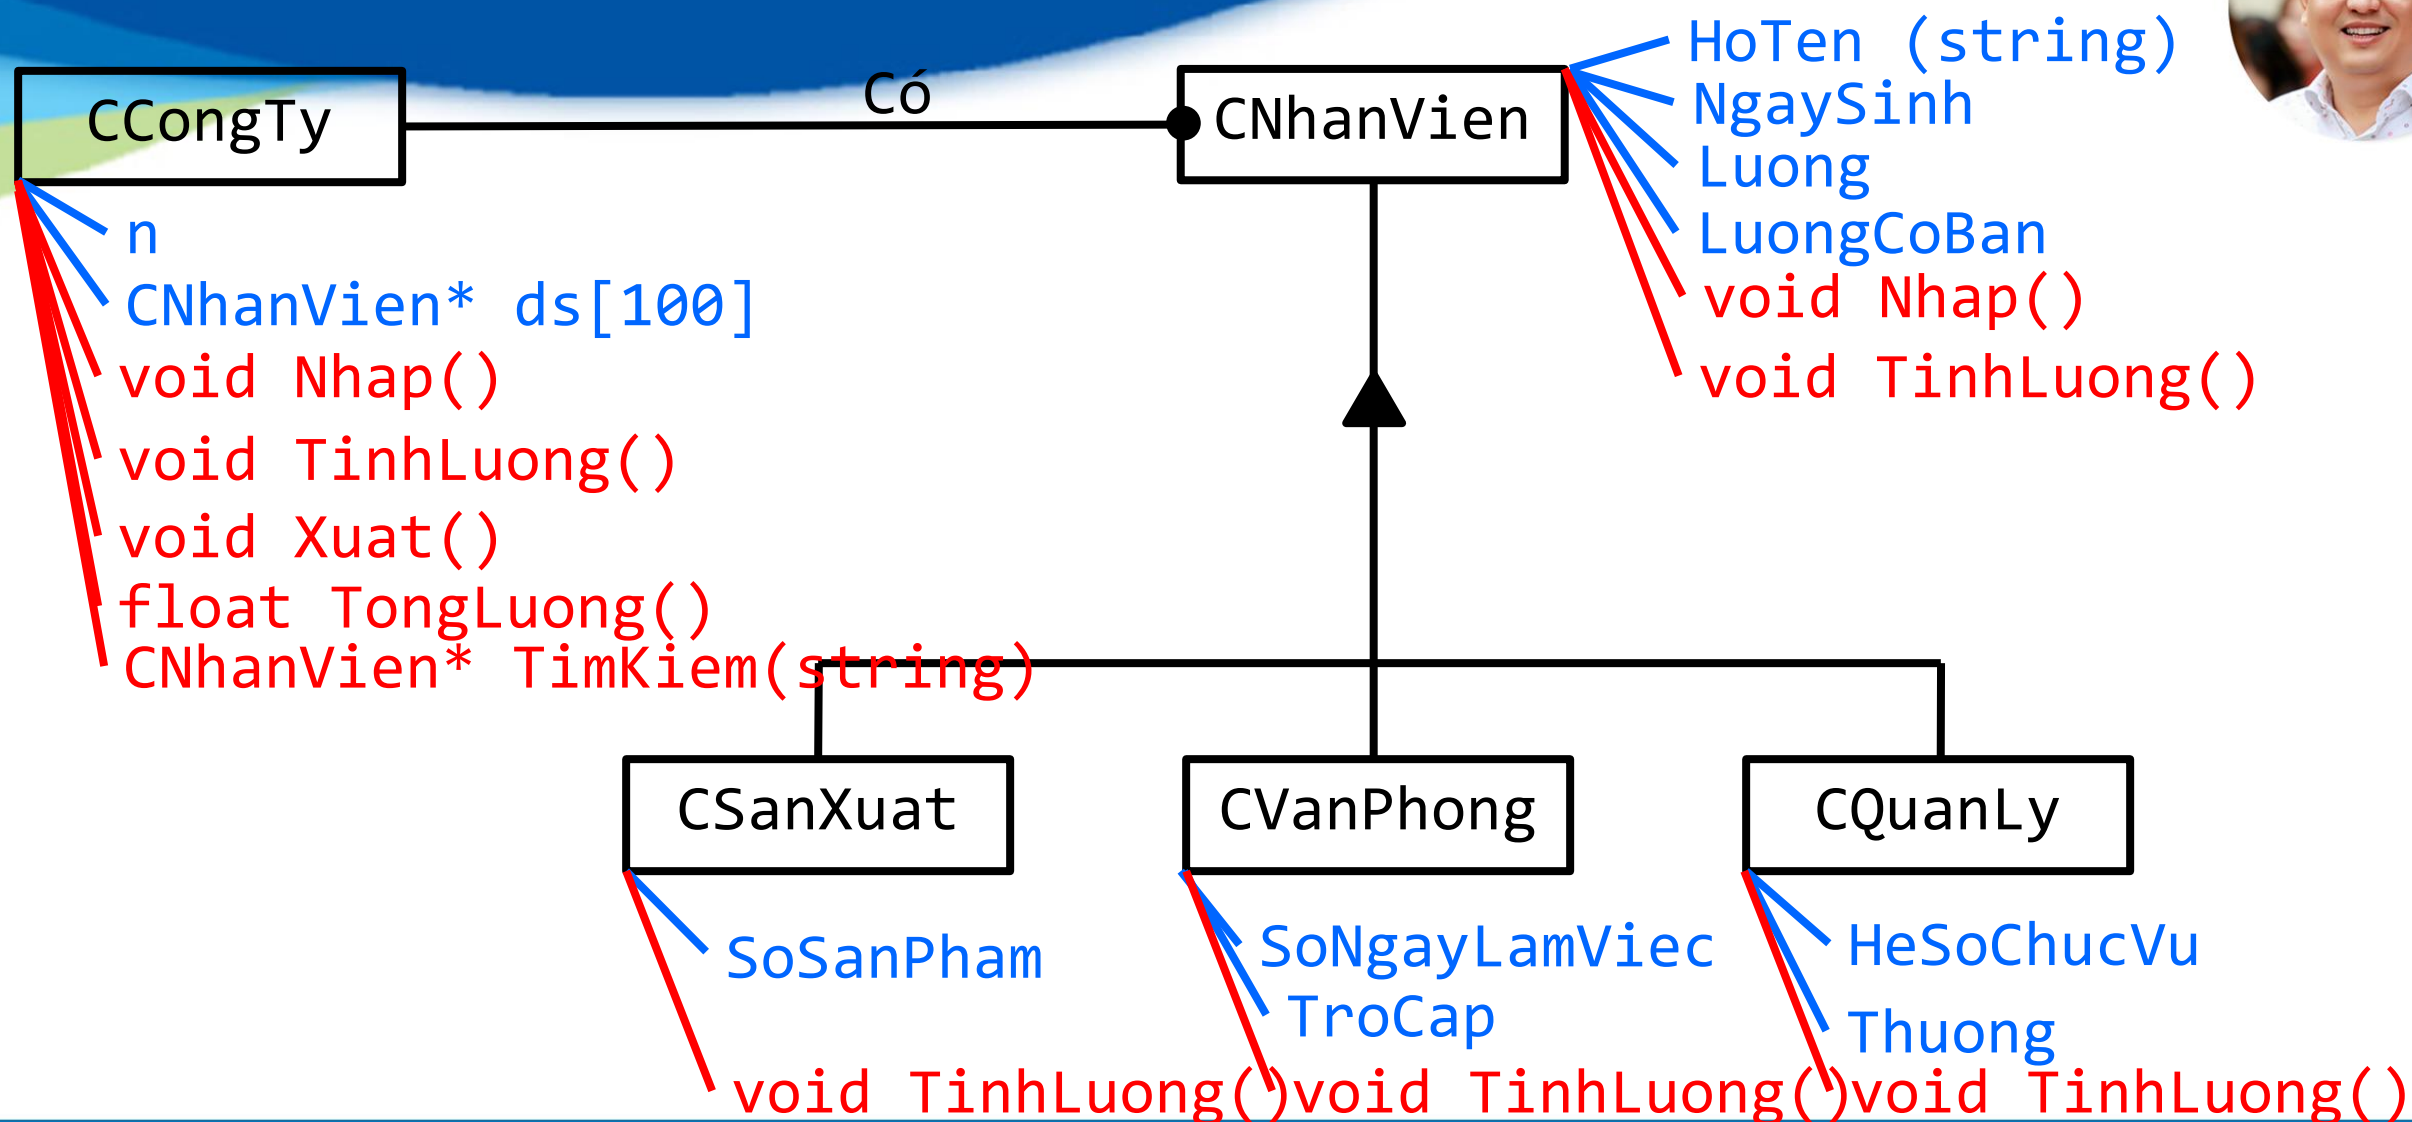 CCongTy
Có
CNhanVien
HoTen (string)
NgaySinh
Luong
LuongCoBan
void Nhap()
void TinhLuong()
n
CNhanVien* ds[100]
void Nhap()
void TinhLuong()
void Xuat()
float TongLuong()
CNhanVien* TimKiem(string)
CSanXuat
SoSanPham
void TinhLuong()
CVanPhong
SoNgayLamViec
TroCap
void TinhLuong()
CQuanLy
HeSoChucVu
Thuong
void TinhLuong()